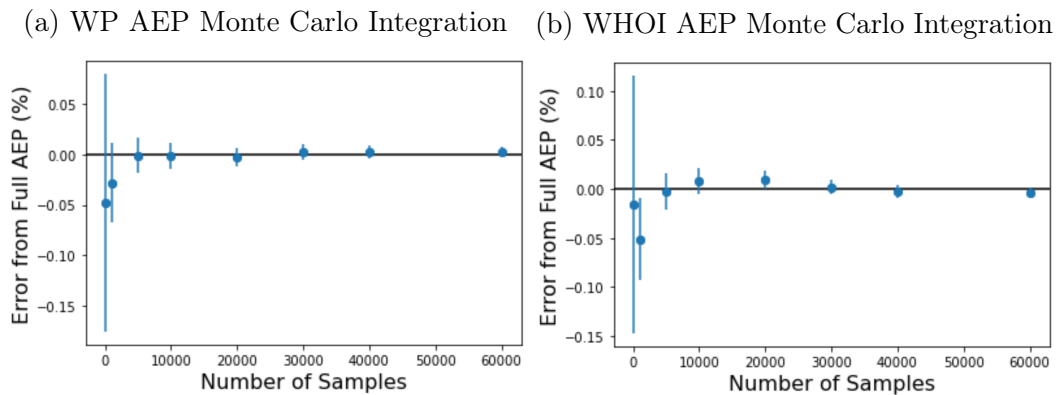 (a) WP AEP Monte Carlo Integration
Error from Full AEP (%)
0.05
0.00
−0.05
−0.10
−0.15
0 10000 20000 30000 40000 50000 60000
Number of Samples
(b) WHOI AEP Monte Carlo Integration
Error from Full AEP (%)
0.10
0.05
0.00
−0.05
−0.10
−0.15
0 10000 20000 30000 40000 50000 60000
Number of Samples